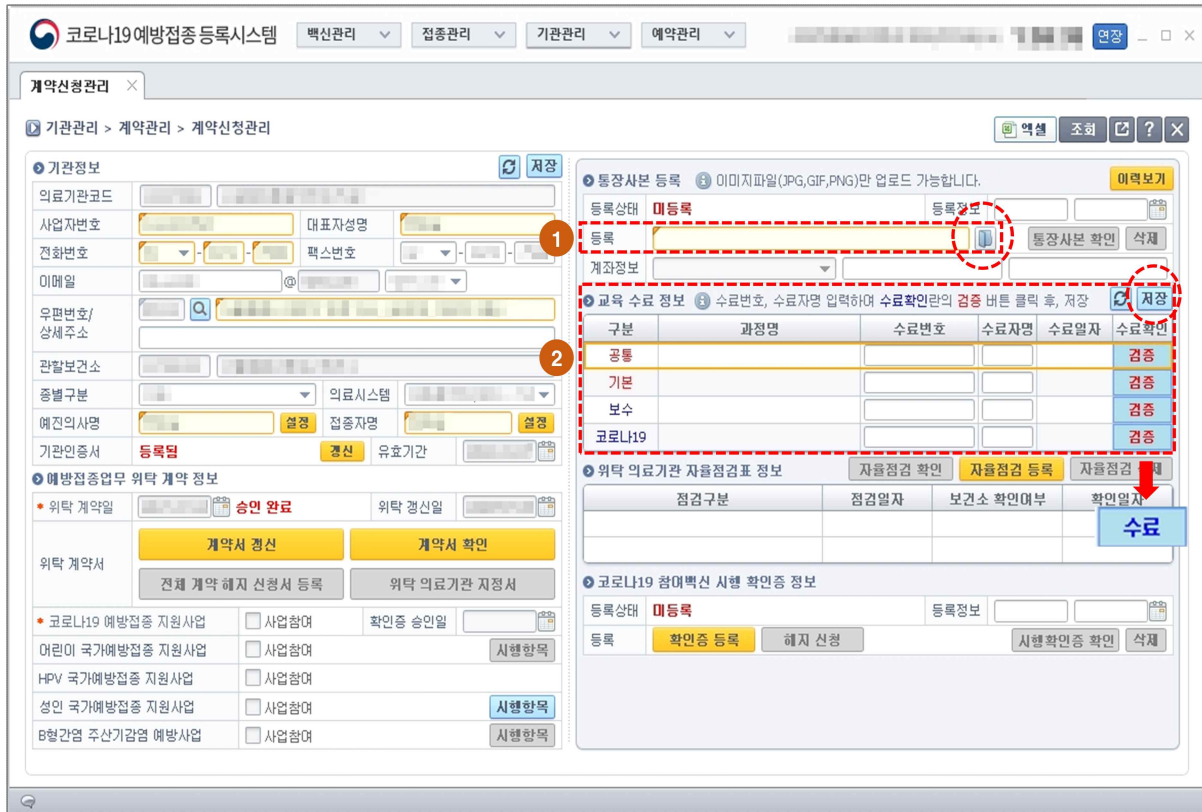 코로나19 예방접종등록시스템 백신관리 접종관리 기관관리 예약관리 연장
계약신청관리
기관관리 > 계약관리 > 계약신청관리 엑셀 조회 ?
기관정보 저장
의료기관코드
사업자번호 대표자성명
전화번호 - - 팩스번호 - -
이메일 @
우편번호/
상세주소
관할보건소
종별구분 의료시스템
예진의사명 설정 접종자명 설정
기관인증서 등록됨 갱신 유효기간
예방접종업무 위탁 계약 정보
* 위탁 계약일 승인 완료 위탁 갱신일
위탁 계약서 계약서 갱신 계약서 확인
전체 계약 해지 신청서 등록 위탁 의료기관 지정서
* 코로나19 예방접종 지원사업 사업참여 확인증 승인일
어린이 국가예방접종 지원사업 사업참여 시행항목
HPV 국가예방접종 지원사업 사업참여
성인 국가예방접종 지원사업 사업참여 시행항목
B형간염 주산기감염 예방사업 사업참여 시행항목
통장사본 등록 이미지파일(JPG,GIF,PNG)만 업로드 가능합니다. 이력보기
등록상태 미등록 등록정보
1 등록 통장사본 확인 삭제
계좌정보
교육 수료 정보 수료번호, 수료자명 입력하여 수료확인란의 검증 버튼 클릭 후, 저장 저장
구분 과정명 수료번호 수료자명 수료일자 수료확인
2 공통 검증
기본 검증
보수 검증
코로나19 검증
위탁 의료기관 자율점검표 정보 자율점검 확인 자율점검 등록 자율점검
점검구분 점검일자 보건소 확인여부 확인일자
수료
코로나19 참여백신 시행 확인증 정보
등록상태 미등록 등록정보
등록 확인증 등록 해지 신청 시행확인증 확인 삭제